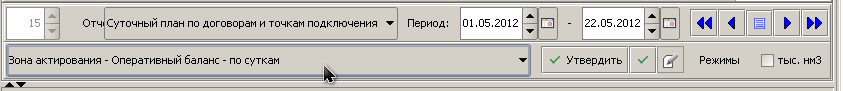 15 Отч Суточный план по договорам и точкам подключения Период: 01.05.2012 - 22.05.2012
Зона актирования - Оперативный баланс - по суткам Утвердить Режимы тыс. нм3